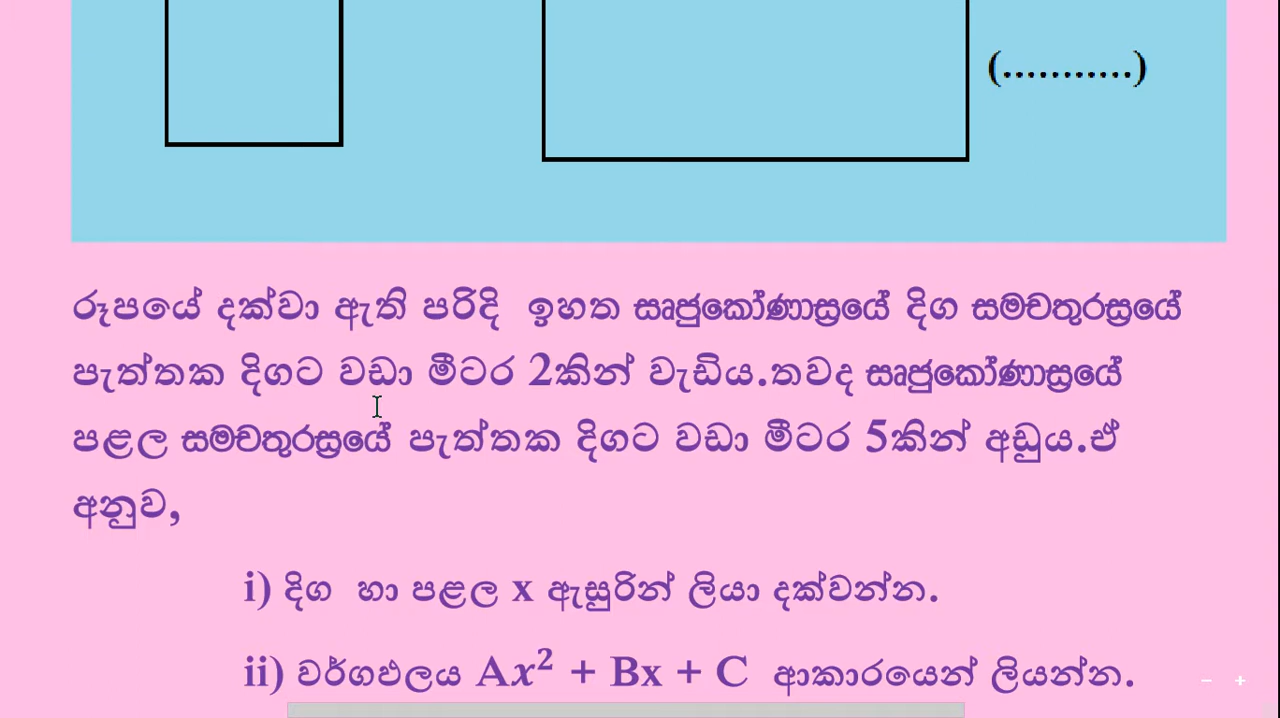 (...........)
රූපයේ දක්වා ඇති පරිදි ඉහත සෘජුකෝණාස්‍රයේ දිග සමචතුරස්‍රයේ
පැත්තක දිගට වඩා මීටර 2කින් වැඩිය.තවද සෘජුකෝණාස්‍රයේ
පළල සමචතුරස්‍රයේ පැත්තක දිගට වඩා මීටර 5කින් අඩුය.ඒ
අනුව,
i) දිග හා පළල x ඇසුරින් ලියා දක්වන්න.
ii) වර්ගඵලය Ax² + Bx + C ආකාරයෙන් ලියන්න.